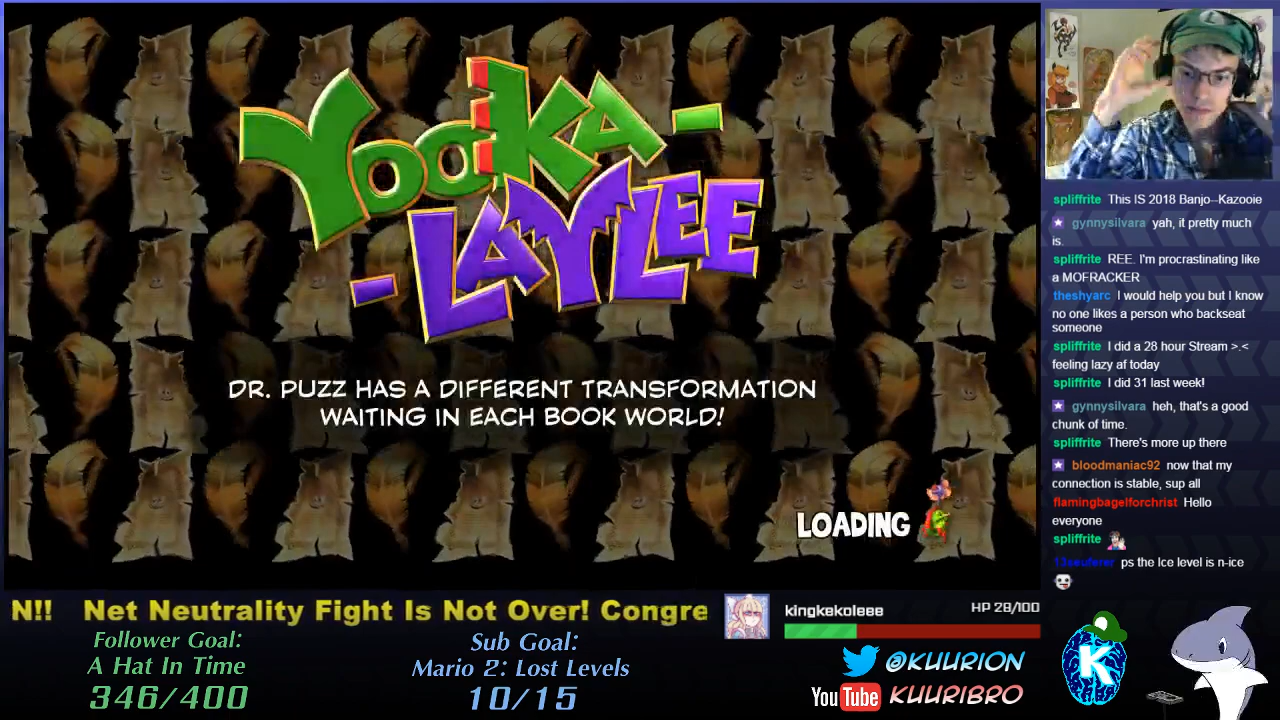 YOOKA-
-LAYLEE
DR. PUZZ HAS A DIFFERENT TRANSFORMATION
WAITING IN EACH BOOK WORLD!
LOADING
spliffrite This IS 2018 Banjo--Kazooie
gynnysilvara yah, it pretty much
is.
spliffrite REE. I'm procrastinating like
a MOFRACKER
theshyarc I would help you but I know
no one likes a person who backseat
someone
spliffrite I did a 28 hour Stream >.<
feeling lazy af today
spliffrite I did 31 last week!
gynnysilvara heh, that's a good
chunk of time.
spliffrite There's more up there
bloodmaniac92 now that my
connection is stable, sup all
flamingbagelforchrist Hello
everyone
spliffrite
ps the Ice level is n-ice
N!! Net Neutrality Fight Is Not Over! Congre
kingkekoleee HP 28/100
Follower Goal:
A Hat In Time
346/400
Sub Goal:
Mario 2: Lost Levels
10/15
@KUURION
YouTube KUURIBRO
K